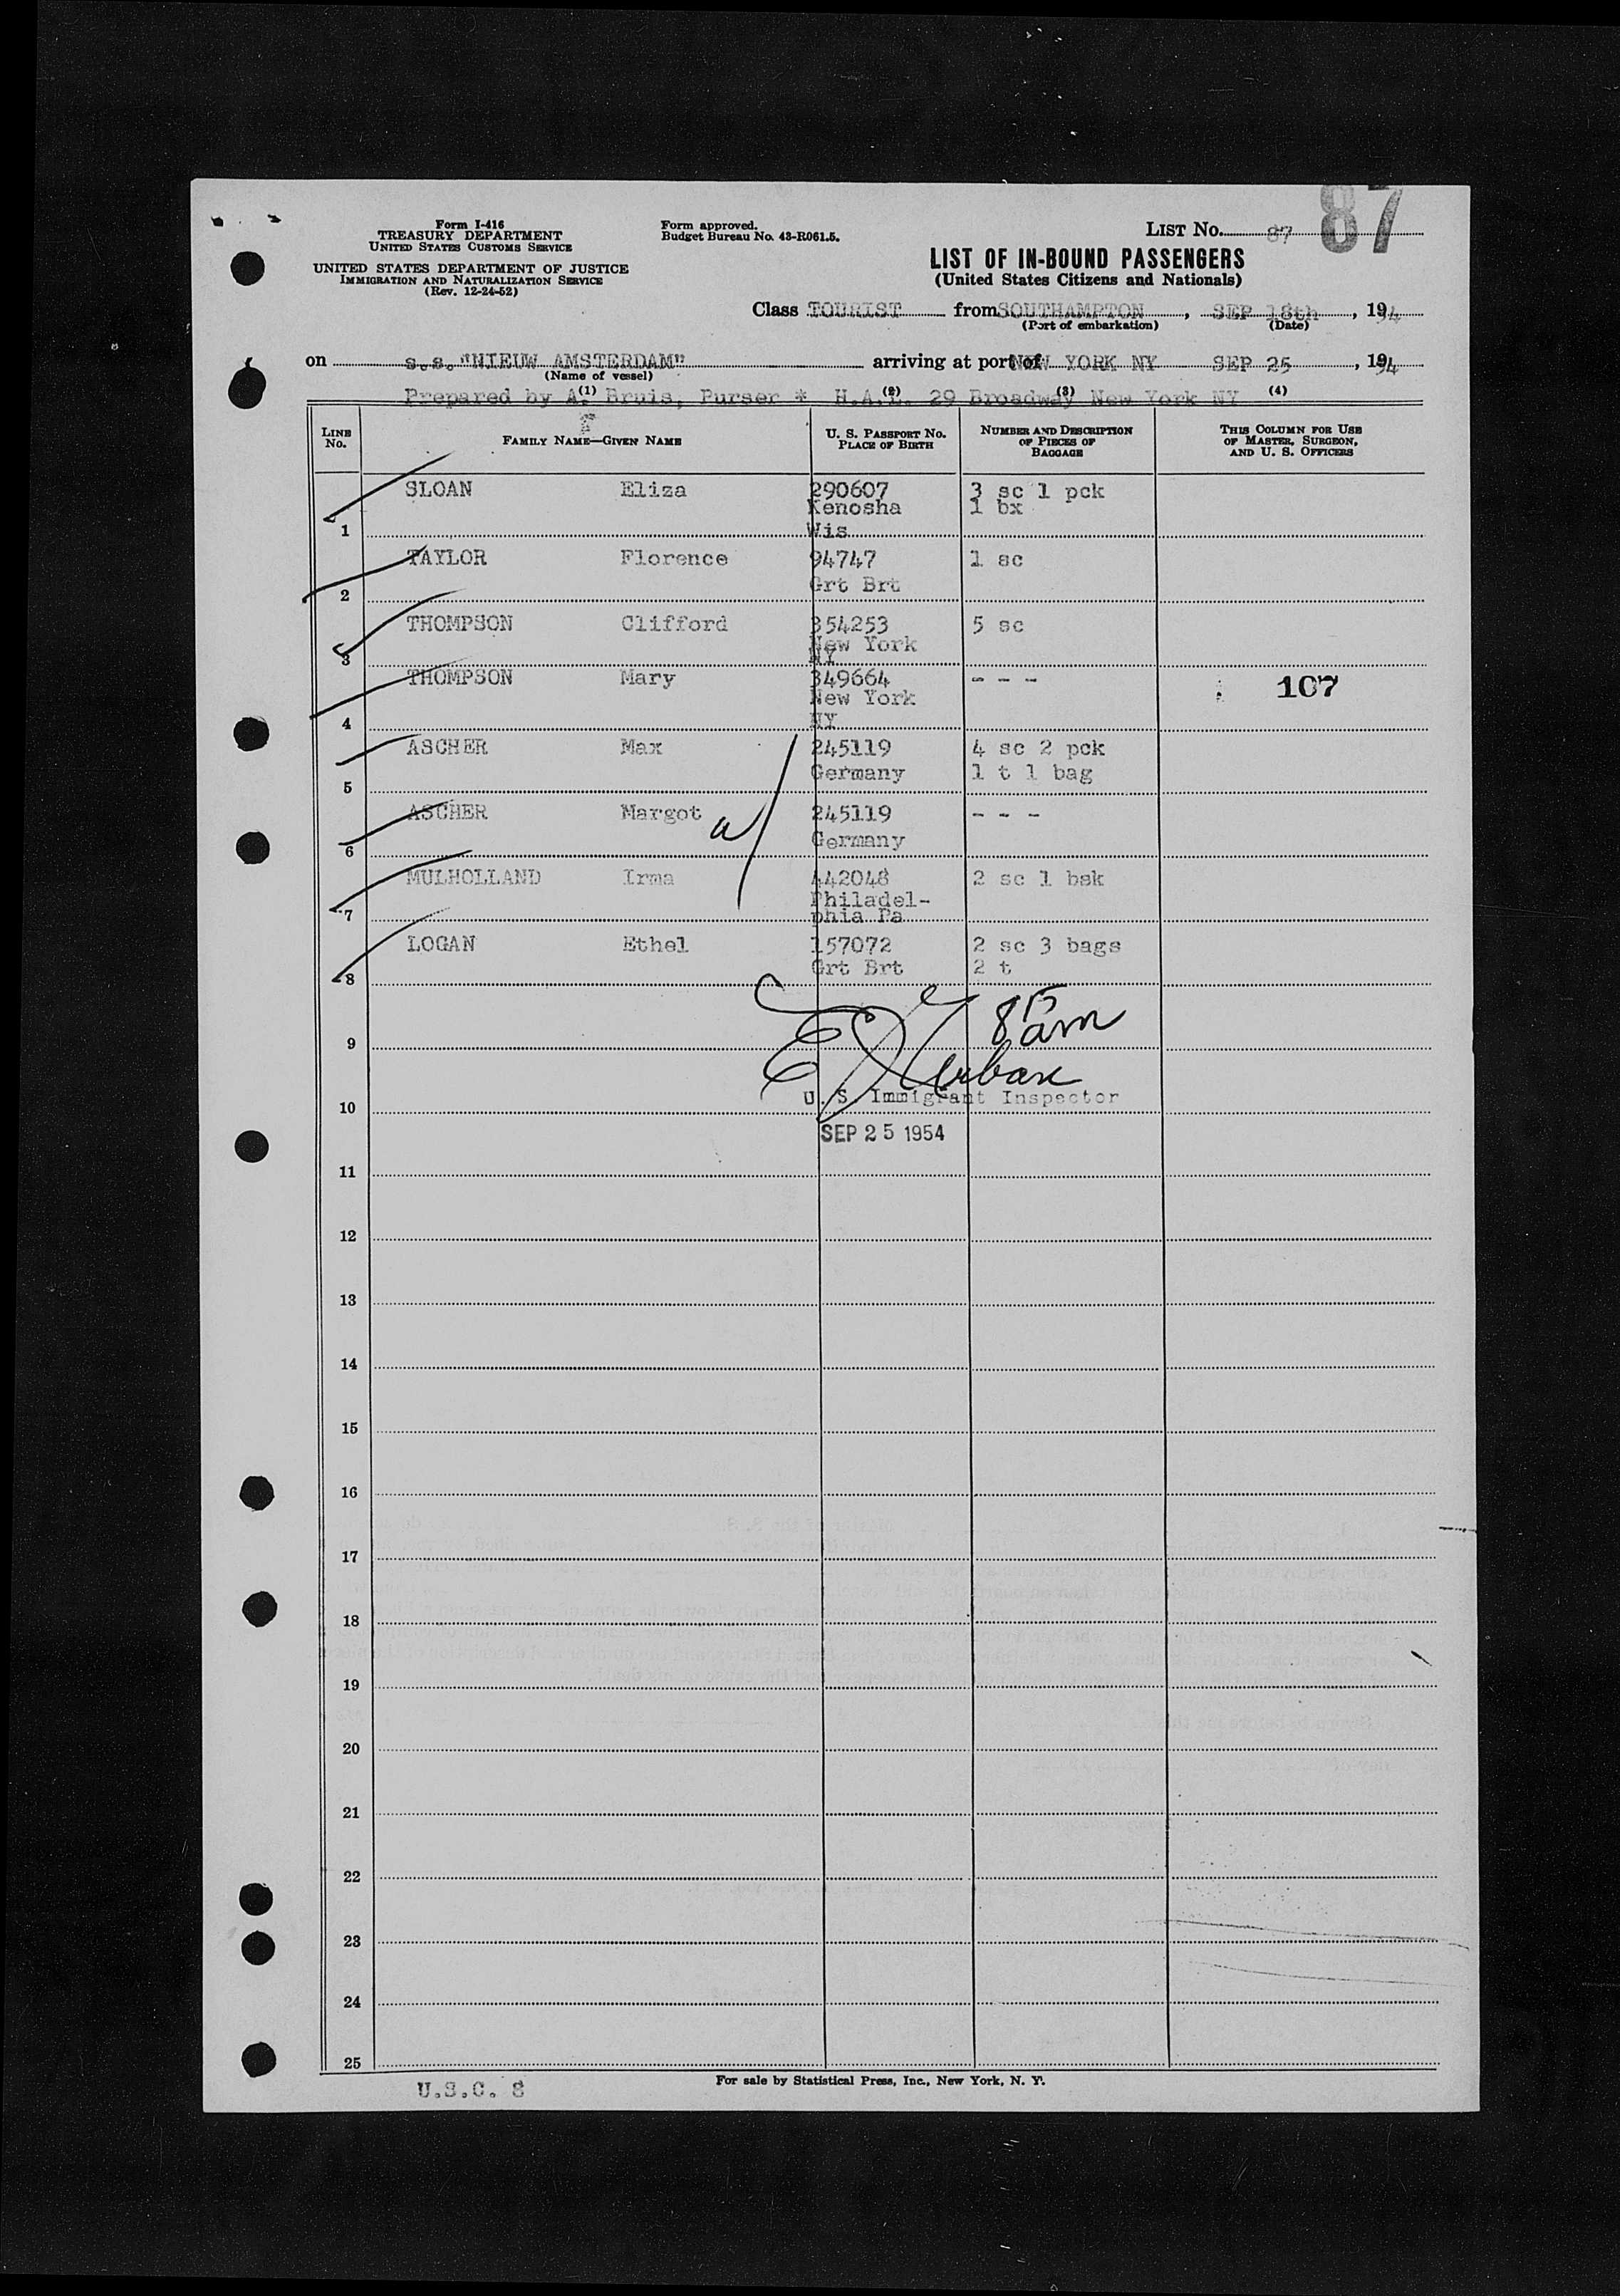 Form I-416
TREASURY DEPARTMENT
UNITED STATES CUSTOMS SERVICE
UNITED STATES DEPARTMENT OF JUSTICE
IMMIGRATION AND NATURALIZATION SERVICE
(Rev. 12-24-52)
Form approved.
Budget Bureau No. 43-R061.5.
LIST NO. 87
87
LIST OF IN-BOUND PASSENGERS
(United States Citizens and Nationals)
Class TOURIST from SOUTHAMPTON, SEP 18th, 194
(Port of embarkation) (Date)
on s.s. "NIEUW AMSTERDAM" arriving at port of NEW YORK NY SEP 25, 194
(Name of vessel)
Prepared by A. Bruis, Purser * H.A.L. 29 Broadway New York NY
(1) (2) (3) (4)
LINE NO.
FAMILY NAME—GIVEN NAME
U. S. PASSPORT NO.
PLACE OF BIRTH
NUMBER AND DESCRIPTION
OF PIECES OF
BAGGAGE
THIS COLUMN FOR USE
OF MASTER, SURGEON,
AND U. S. OFFICERS
SLOAN Eliza 290607 3 sc 1 pck
Kenosha 1 bx
1 Wis
TAYLOR Florence 94747 1 sc
2 Grt Brt
THOMPSON Clifford 354253 5 sc
New York
3 NY
THOMPSON Mary 349664 - - - 107
New York
4 NY
ASCHER Max 245119 4 sc 2 pck
Germany 1 t 1 bag
5
ASCHER Margot 245119 - - -
6 Germany
MULHOLLAND Irma 442048 2 sc 1 bsk
Philadel-
7 phia Pa
LOGAN Ethel 157072 2 sc 3 bags
8 Grt Brt 2 t
8 15 am
9
U. S. Immigrant Inspector
10
SEP 25 1954
11
12
13
14
15
16
17
18
19
20
21
22
23
24
25
U.S.C. 8
For sale by Statistical Press, Inc., New York, N. Y.